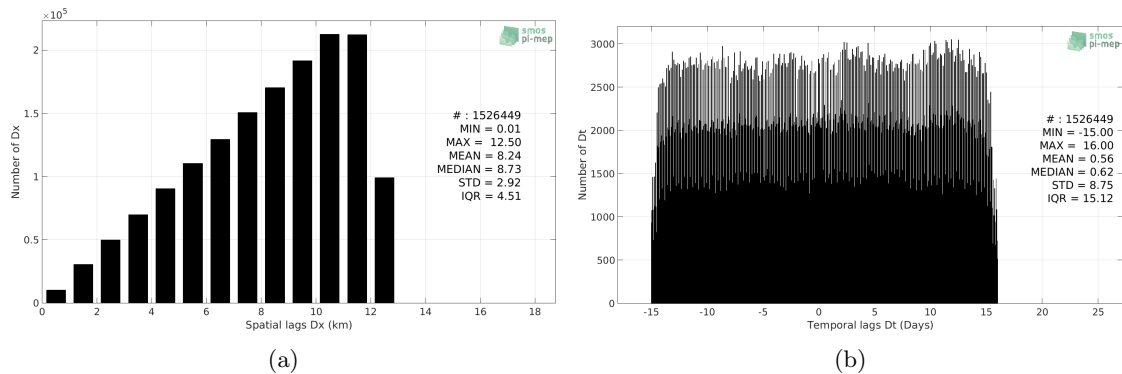 ×10⁵
2
1.5
1
0.5
0
Number of Dx
0 2 4 6 8 10 12 14 16 18
Spatial lags Dx (km)
smos
pi-mep
# : 1526449
MIN = 0.01
MAX = 12.50
MEAN = 8.24
MEDIAN = 8.73
STD = 2.92
IQR = 4.51
(a)
3000
2500
2000
1500
1000
500
0
Number of Dt
-15 -10 -5 0 5 10 15 20 25
Temporal lags Dt (Days)
smos
pi-mep
# : 1526449
MIN = -15.00
MAX = 16.00
MEAN = 0.56
MEDIAN = 0.62
STD = 8.75
IQR = 15.12
(b)